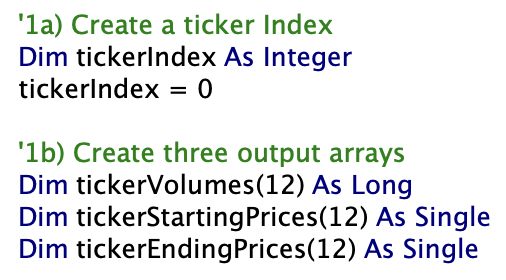 '1a) Create a ticker Index
Dim tickerIndex As Integer
tickerIndex = 0
'1b) Create three output arrays
Dim tickerVolumes(12) As Long
Dim tickerStartingPrices(12) As Single
Dim tickerEndingPrices(12) As Single